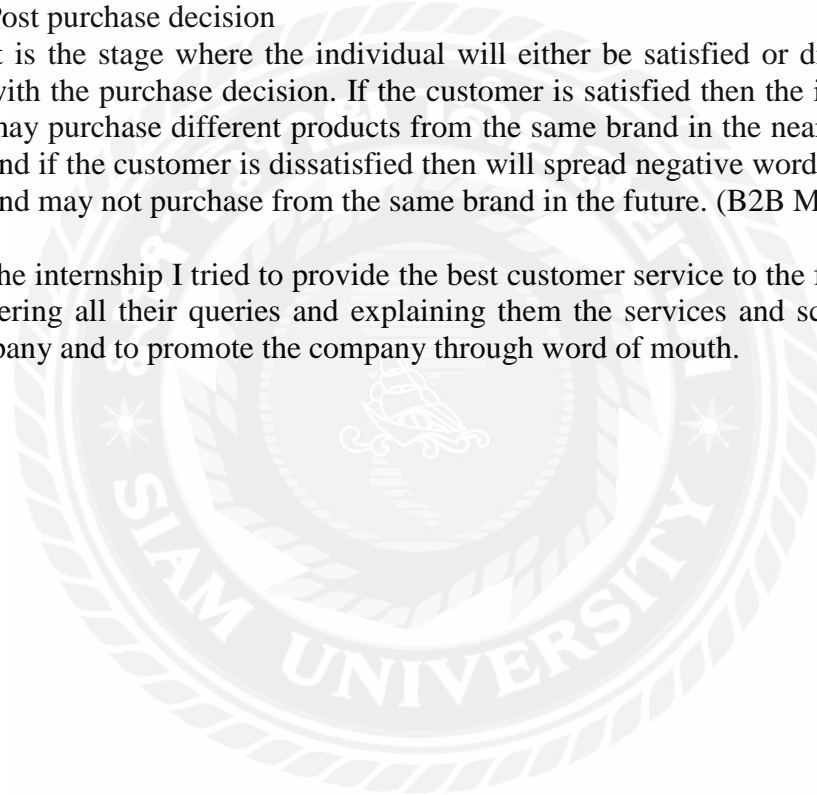 Post purchase decision
t is the stage where the individual will either be satisfied or d
with the purchase decision. If the customer is satisfied then the i
may purchase different products from the same brand in the near
nd if the customer is dissatisfied then will spread negative word
nd may not purchase from the same brand in the future. (B2B M
he internship I tried to provide the best customer service to the f
ering all their queries and explaining them the services and sc
pany and to promote the company through word of mouth.
SIAM UNIVERSITY